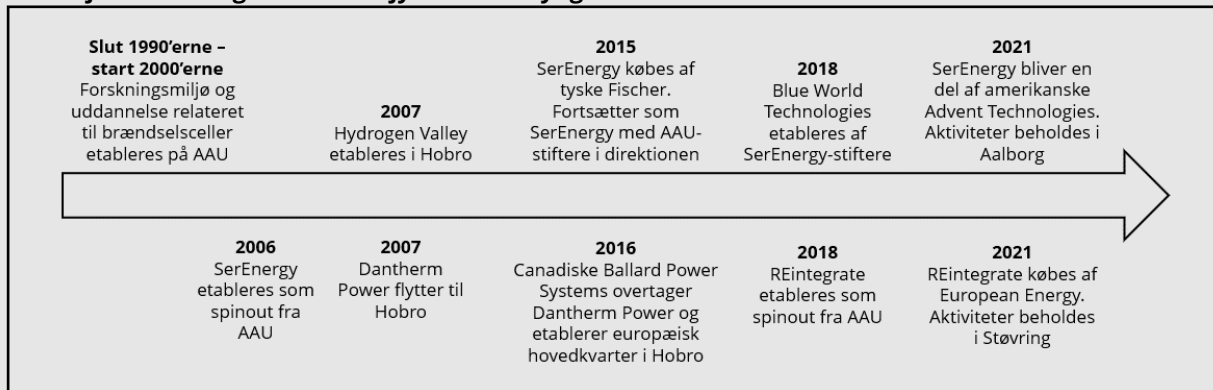 Slut 1990'erne –
start 2000'erne
Forskningsmiljø og
uddannelse relateret
til brændselsceller
etableres på AAU
2007
Hydrogen Valley
etableres i Hobro
2015
SerEnergy købes af
tyske Fischer.
Fortsætter som
SerEnergy med AAU-
stiftere i direktionen
2018
Blue World
Technologies
etableres af
SerEnergy-stiftere
2021
SerEnergy bliver en
del af amerikanske
Advent Technologies.
Aktiviteter beholdes i
Aalborg
2006
SerEnergy
etableres som
spinout fra
AAU
2007
Dantherm
Power flytter til
Hobro
2016
Canadiske Ballard Power
Systems overtager
Dantherm Power og
etablerer europæisk
hovedkvarter i Hobro
2018
REintegrate
etableres som
spinout fra AAU
2021
REintegrate købes af
European Energy.
Aktiviteter beholdes
i Støvring